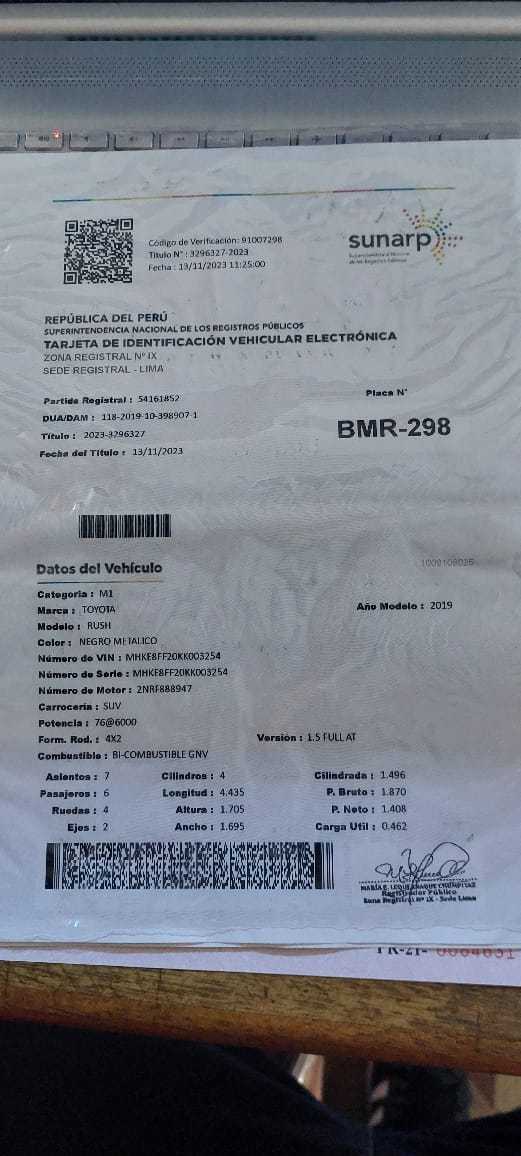 Código de Verificación: 91007298
Título N° : 3296327-2023
Fecha : 13/11/2023 11:25:00
sunarp
Superintendencia Nacional
de los Registros Públicos
REPÚBLICA DEL PERÚ
SUPERINTENDENCIA NACIONAL DE LOS REGISTROS PÚBLICOS
TARJETA DE IDENTIFICACIÓN VEHICULAR ELECTRÓNICA
ZONA REGISTRAL N° IX
SEDE REGISTRAL - LIMA
Partida Registral : 54161852
Placa N°
DUA/DAM : 118-2019-10-398907-1
BMR-298
Título : 2023-3296327
Fecha del Título : 13/11/2023
Datos del Vehículo
Categoria : M1
Marca : TOYOTA
Año Modelo : 2019
Modelo : RUSH
Color : NEGRO METALICO
Número de VIN : MHKE8FF20KK003254
Número de Serie : MHKE8FF20KK003254
Número de Motor : 2NRF888947
Carrocería : SUV
Potencia : 76@6000
Form. Rod. : 4X2
Versión : 1.5 FULL AT
Combustible : BI-COMBUSTIBLE GNV
Asientos : 7 Cilindros : 4 Cilindrada : 1.496
Pasajeros : 6 Longitud : 4.435 P. Bruto : 1.870
Ruedas : 4 Altura : 1.705 P. Neto : 1.408
Ejes : 2 Ancho : 1.695 Carga Util : 0.462
Registrador Público
Zona Registral N° IX - Sede Lima